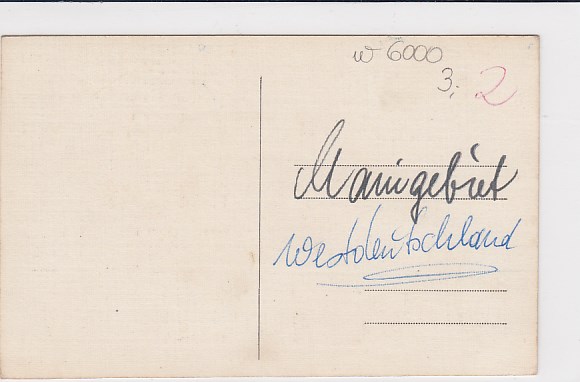 w 6000
3,- 2
Maingebiet
Westdeutschland